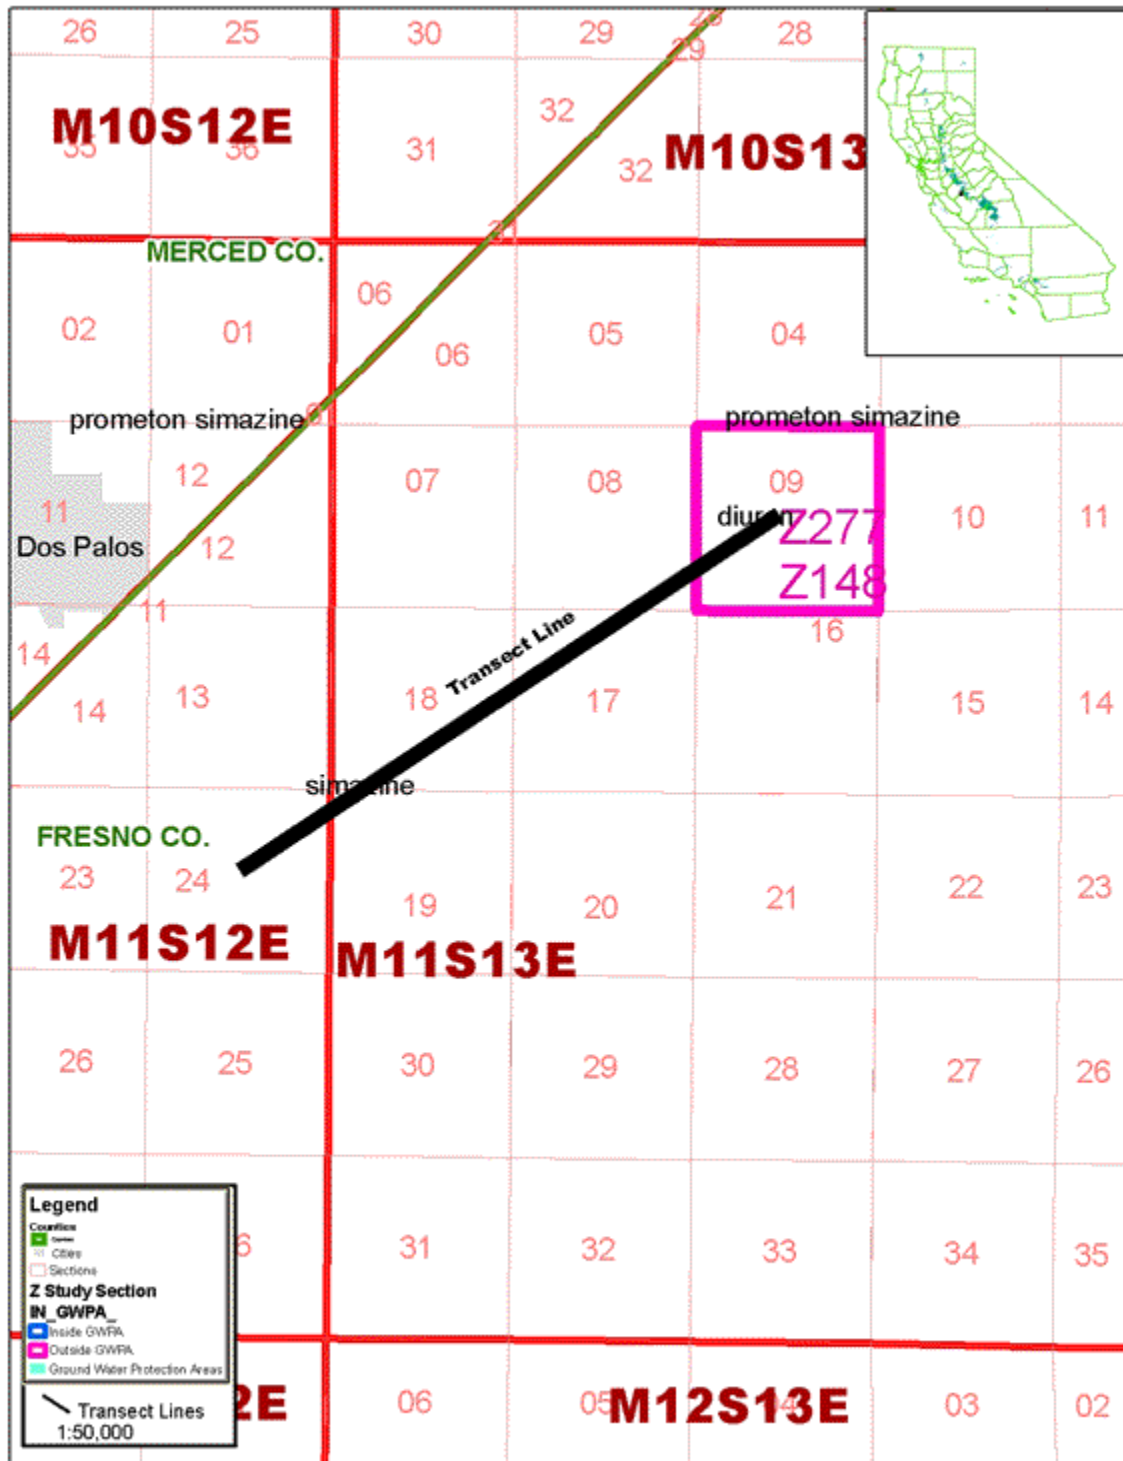 26 25 30 29 28 28
29
M10S12E
35 36 31 32
32
M10S13
31
MERCED CO.
06
02 01 05 04
06
prometon simazine
prometon simazine
12 07 08 09
11 10 11
diuron
Z277
Dos Palos
12
Z148
11
16
14
Transect Line
14 13 18 17 15 14
simazine
FRESNO CO.
23 24 19 20 21 22 23
M11S12E
M11S13E
26 25 30 29 28 27 26
6 31 32 33 34 35
Legend
Counties
Cities
Sections
Z Study Section
IN_GWPA_
Inside GWPA
Outside GWPA
Ground Water Protection Areas
Transect Lines
1:50,000
2E
06 05 04 03 02
M12S13E